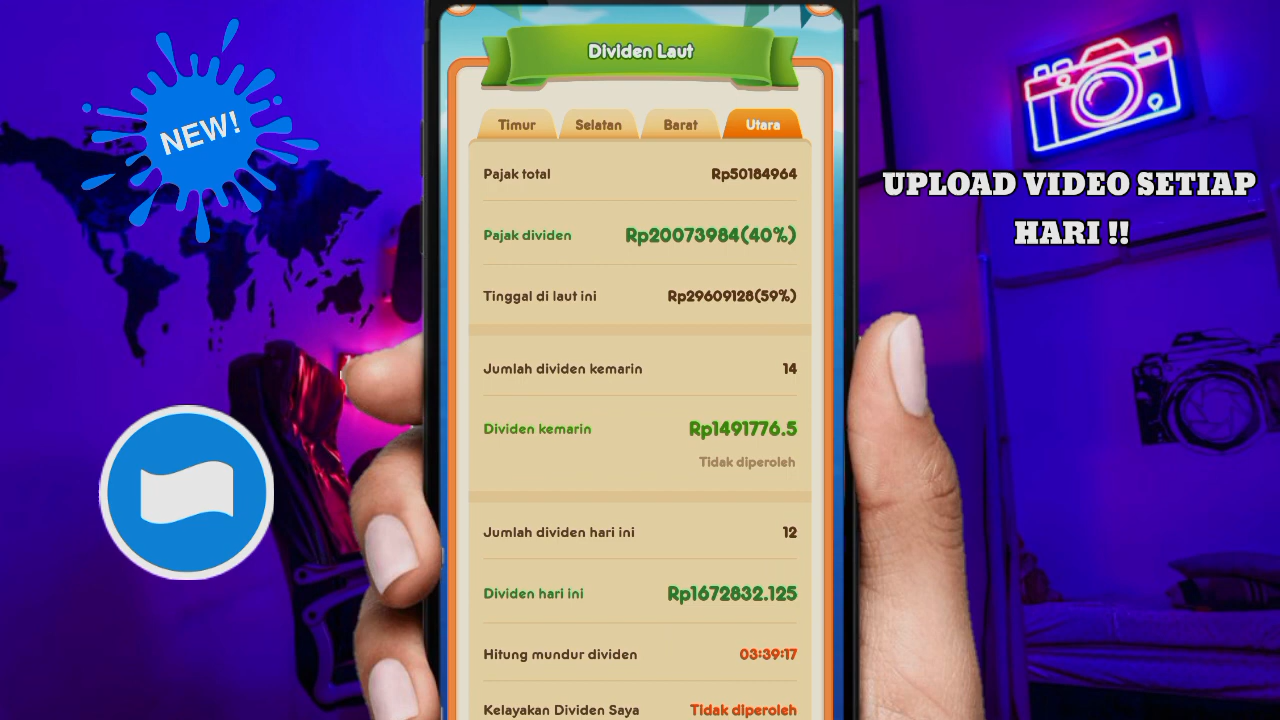 NEW!
UPLOAD VIDEO SETIAP
HARI !!
Dividen Laut
Timur Selatan Barat Utara
Pajak total Rp50184964
Pajak dividen Rp20073984(40%)
Tinggal di laut ini Rp29609128(59%)
Jumlah dividen kemarin 14
Dividen kemarin Rp1491776.5
Tidak diperoleh
Jumlah dividen hari ini 12
Dividen hari ini Rp1672832.125
Hitung mundur dividen 03:39:17
Kelayakan Dividen Saya Tidak diperoleh